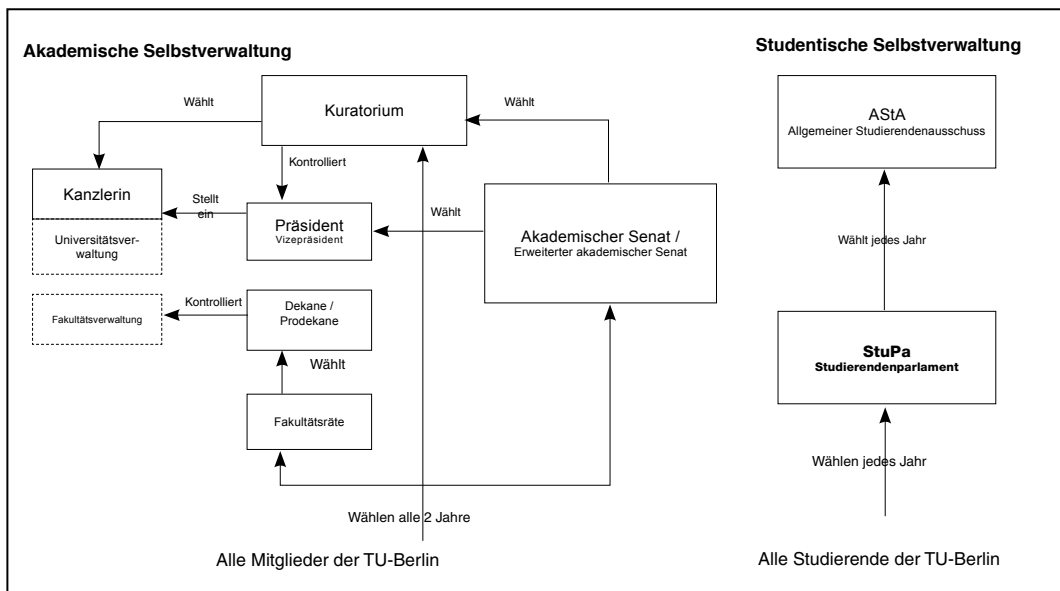 Akademische Selbstverwaltung
Wählt
Kuratorium
Wählt
Kontrolliert
Kanzlerin
Universitätsver-
waltung
Stellt
ein
Präsident
Vizepräsident
Wählt
Akademischer Senat /
Erweiterter akademischer Senat
Fakultätsverwaltung
Kontrolliert
Dekane /
Prodekane
Wählt
Fakultätsräte
Wählen alle 2 Jahre
Alle Mitglieder der TU-Berlin
Studentische Selbstverwaltung
AStA
Allgemeiner Studierendenausschuss
Wählt jedes Jahr
StuPa
Studierendenparlament
Wählen jedes Jahr
Alle Studierende der TU-Berlin